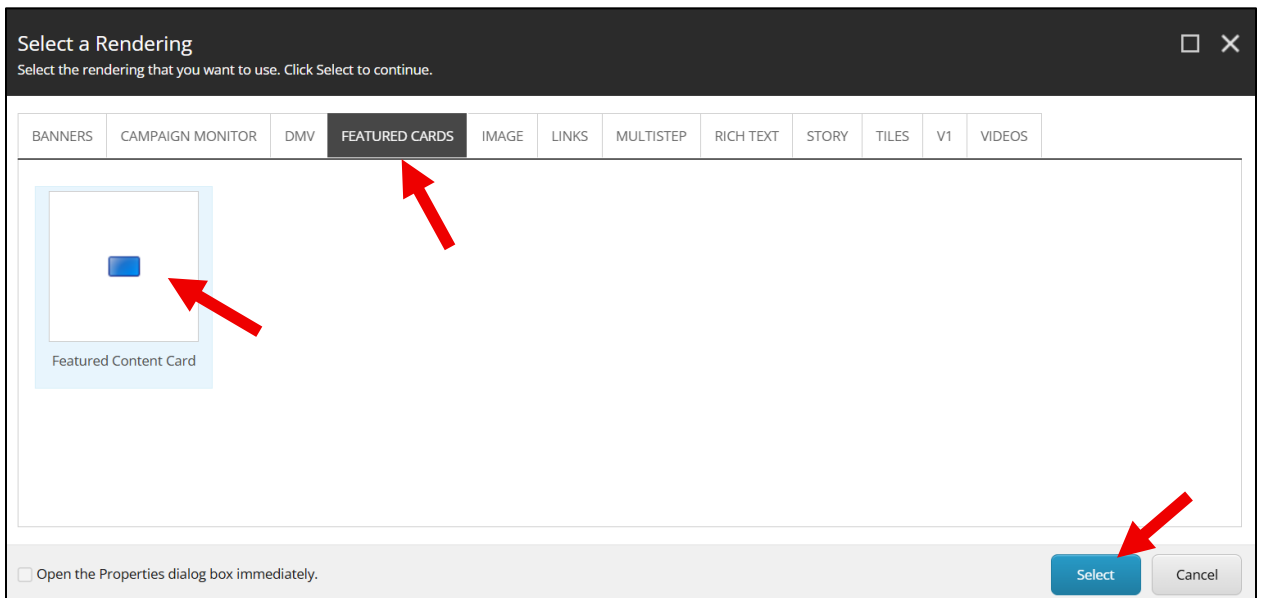 Select a Rendering
Select the rendering that you want to use. Click Select to continue.
BANNERS CAMPAIGN MONITOR DMV FEATURED CARDS IMAGE LINKS MULTISTEP RICH TEXT STORY TILES V1 VIDEOS
Featured Content Card
Open the Properties dialog box immediately. Select Cancel